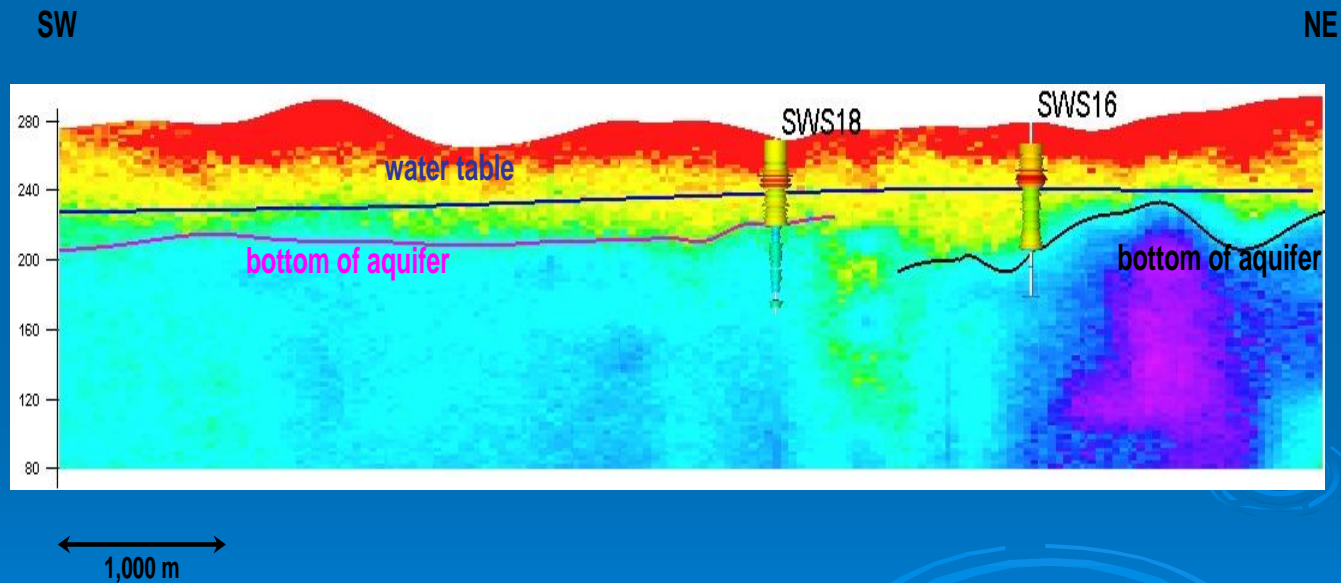 SW
NE
SWS16
SWS18
280
water table
240
bottom of aquifer
bottom of aquifer
200
160
120
80
1,000 m